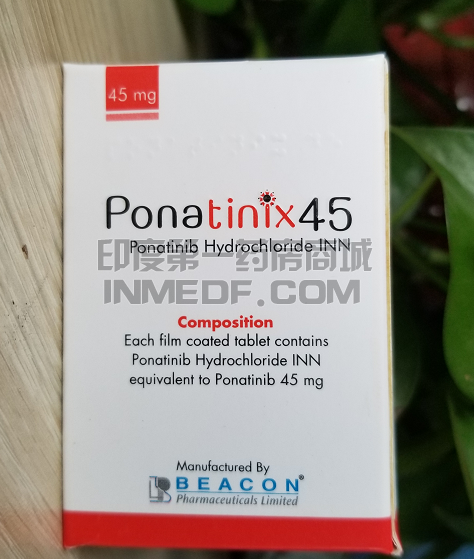 45 mg
Ponatinix45
Ponatinib Hydrochloride INN
印度第一药房商城
INMEDF.COM
Composition
Each film coated tablet contains
Ponatinib Hydrochloride INN
equivalent to Ponatinib 45 mg
Manufactured By
BEACON®
Pharmaceuticals Limited